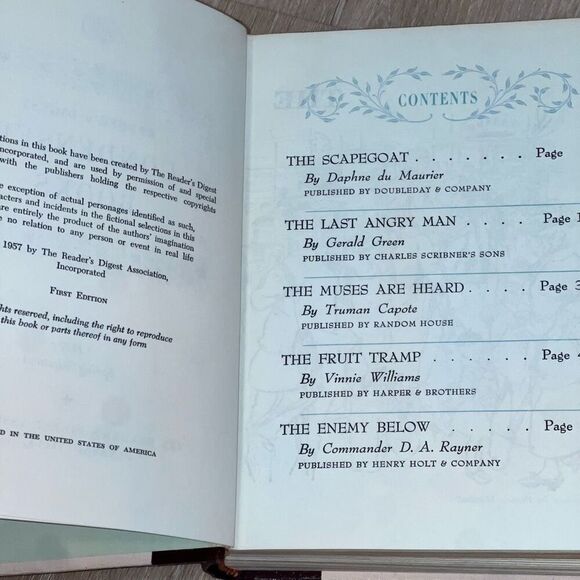 tions in this book have been created by The Reader's Digest
ncorporated, and are used by permission of and special
with the publishers holding the respective copyrights
e exception of actual personages identified as such,
acters and incidents in the fictional selections in this
are entirely the product of the authors' imagination
e no relation to any person or event in real life
1957 by The Reader's Digest Association,
Incorporated
First Edition
hts reserved, including the right to reproduce
this book or parts thereof in any form
D IN THE UNITED STATES OF AMERICA
CONTENTS
THE SCAPEGOAT . . . . . . . Page
By Daphne du Maurier
PUBLISHED BY DOUBLEDAY & COMPANY
THE LAST ANGRY MAN . . . . Page 1
By Gerald Green
PUBLISHED BY CHARLES SCRIBNER'S SONS
THE MUSES ARE HEARD . . . . Page 3
By Truman Capote
PUBLISHED BY RANDOM HOUSE
THE FRUIT TRAMP . . . . . . Page 4
By Vinnie Williams
PUBLISHED BY HARPER & BROTHERS
THE ENEMY BELOW . . . . . . Page
By Commander D. A. Rayner
PUBLISHED BY HENRY HOLT & COMPANY